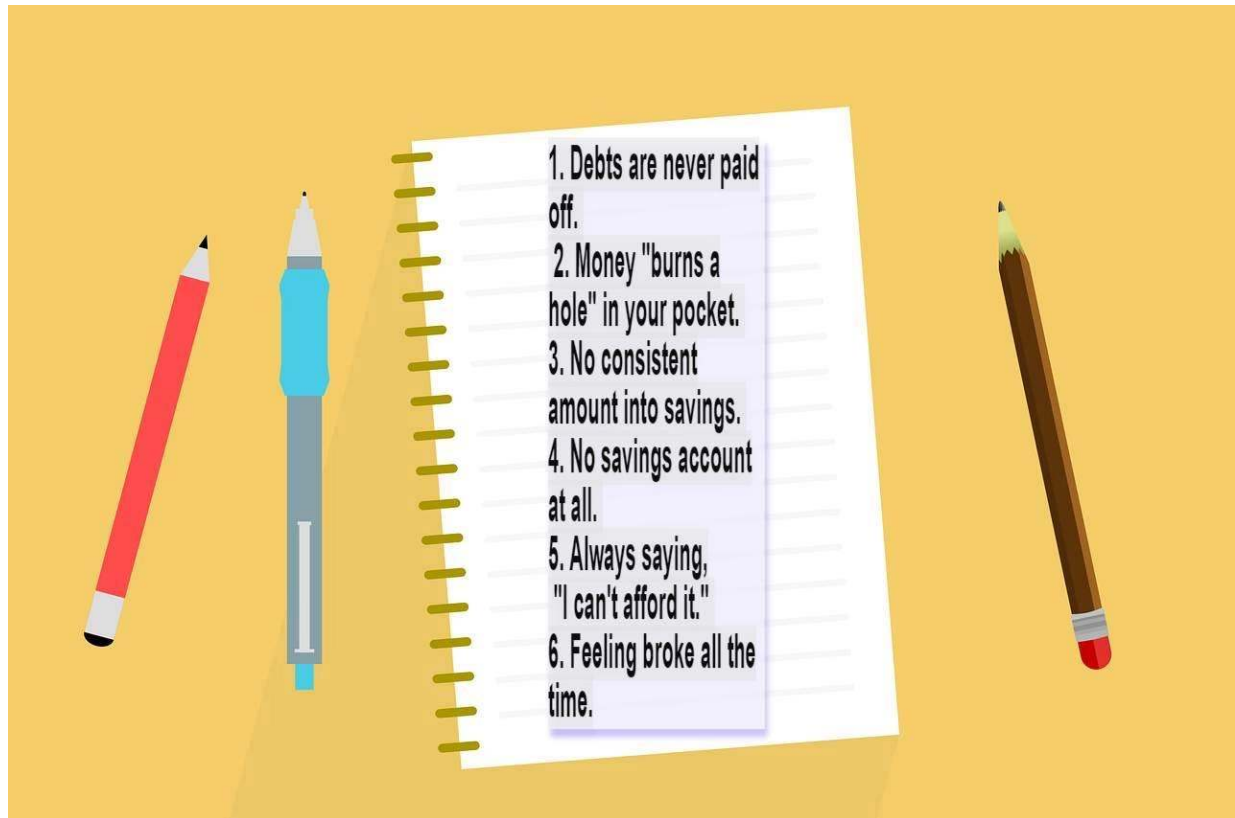 1. Debts are never paid
off.
2. Money "burns a
hole" in your pocket.
3. No consistent
amount into savings.
4. No savings account
at all.
5. Always saying,
"I can't afford it."
6. Feeling broke all the
time.